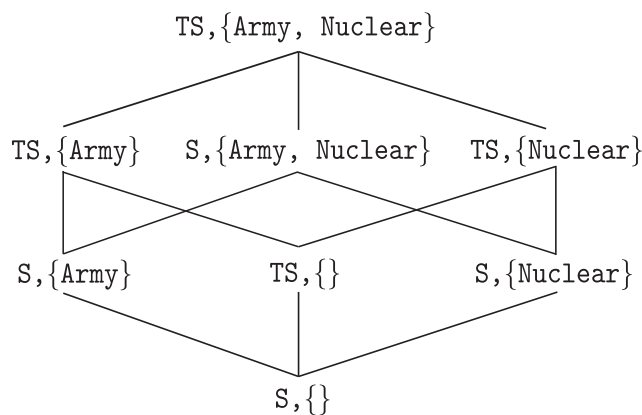 TS,{Army, Nuclear}
TS,{Army} S,{Army, Nuclear} TS,{Nuclear}
S,{Army} TS,{} S,{Nuclear}
S,{}